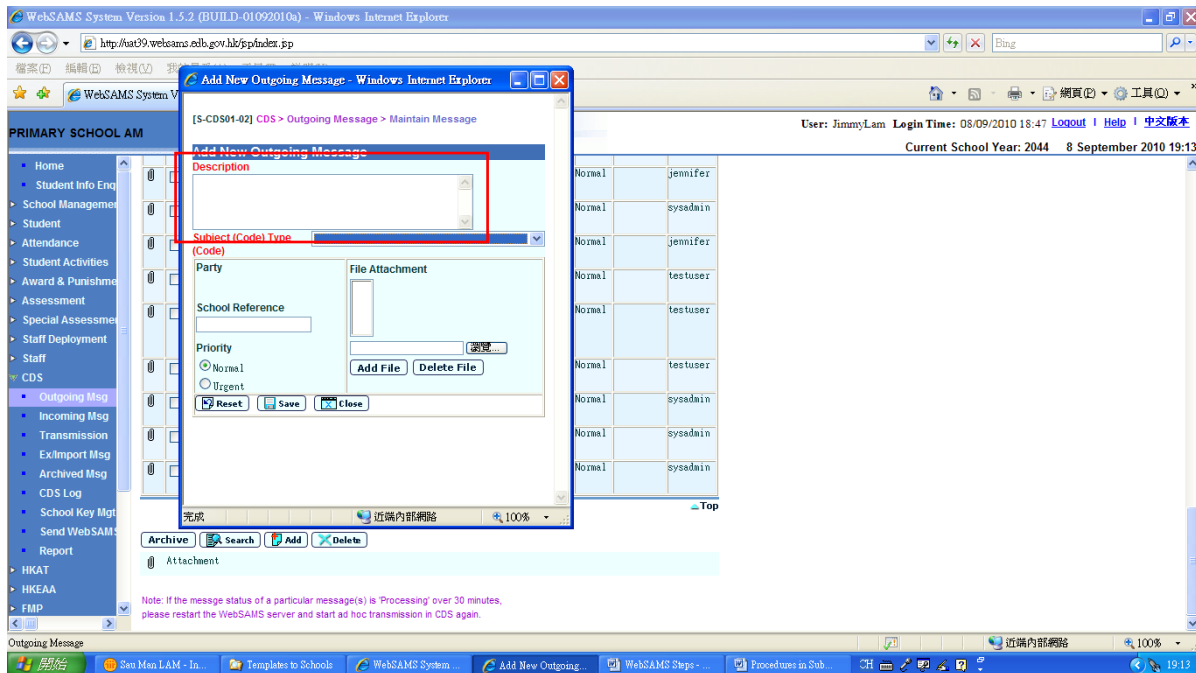 WebSAMS System Version 1.5.2 (BUILD-01092010a) - Windows Internet Explorer
http://uat39.websams.edb.gov.hk/jsp/index.jsp
Bing
檔案(F) 編輯(E) 檢視(V)
WebSAMS System V
網頁(P) 工具(O)
PRIMARY SCHOOL AM
User: JimmyLam Login Time: 08/09/2010 18:47 Logout | Help | 中文版本
Current School Year: 2044 8 September 2010 19:13
Home
Student Info Enq
School Managemer
Student
Attendance
Student Activities
Award & Punishme
Assessment
Special Assessmer
Staff Deployment
Staff
CDS
Outgoing Msg
Incoming Msg
Transmission
Ex/Import Msg
Archived Msg
CDS Log
School Key Mgt
Send WebSAMS
Report
HKAT
HKEAA
FMP
Add New Outgoing Message - Windows Internet Explorer
[S-CDS01-02] CDS > Outgoing Message > Maintain Message
Add New Outgoing Message
Description
Subject (Code) Type
(Code)
Party
File Attachment
School Reference
瀏覽...
Priority
Normal
Add File Delete File
Urgent
Reset Save Close
完成 近端內部網路 100%
Normal jennifer
Normal sysadmin
Normal jennifer
Normal testuser
Normal testuser
Normal testuser
Normal sysadmin
Normal sysadmin
Normal sysadmin
Top
Archive Search Add Delete
Attachment
Note: If the messge status of a particular message(s) is 'Processing' over 30 minutes,
please restart the WebSAMS server and start ad hoc transmission in CDS again.
Outgoing Message 近端內部網路 100%
開始 Sau Man LAM - In... Templates to Schools WebSAMS System ... Add New Outgoing... WebSAMS Steps - ... Procedures in Sub... CH 19:13